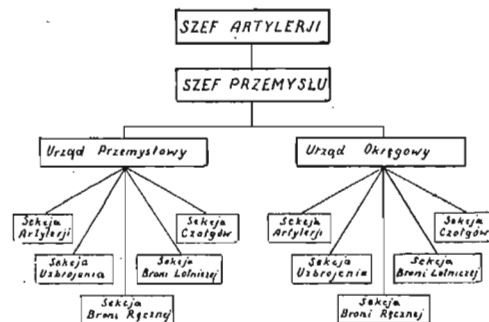 SZEF ARTYLERJI
SZEF PRZEMYSŁU
Urząd Przemysłowy
Urząd Okręgowy
Sekcja
Artylerji
Sekcja
Uzbrojenia
Sekcja
Broni Ręcznej
Sekcja
Broni Lotniczej
Sekcja
Czołgów
Sekcja
Artylerji
Sekcja
Uzbrojenia
Sekcja
Broni Ręcznej
Sekcja
Broni Lotniczej
Sekcja
Czołgów